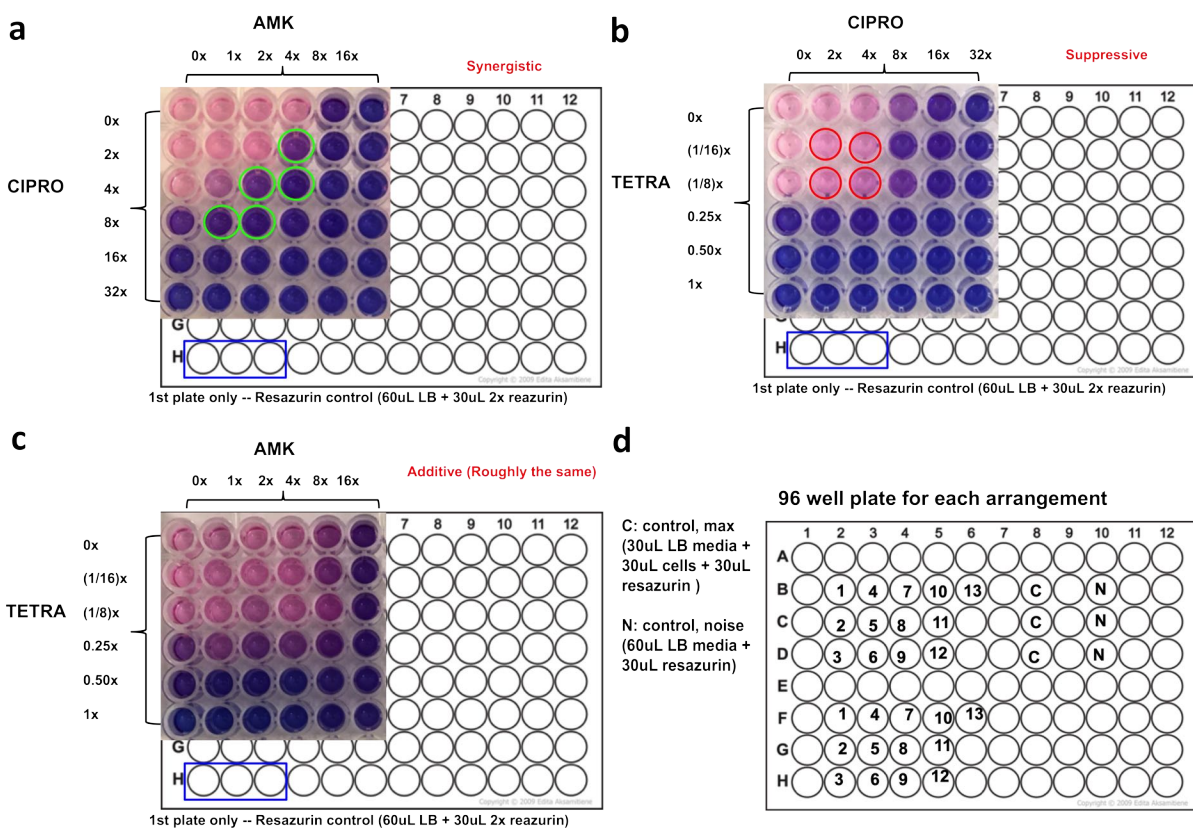 a
AMK
0x 1x 2x 4x 8x 16x
Synergistic
7 8 9 10 11 12
CIPRO
0x
2x
4x
8x
16x
32x
G
H
Copyright © 2009 Edita Aksamitiene
1st plate only -- Resazurin control (60uL LB + 30uL 2x reazurin)
b
CIPRO
0x 2x 4x 8x 16x 32x
Suppressive
7 8 9 10 11 12
TETRA
0x
(1/16)x
(1/8)x
0.25x
0.50x
1x
G
H
Copyright © 2009 Edita Aksamitiene
1st plate only -- Resazurin control (60uL LB + 30uL 2x reazurin)
c
AMK
0x 1x 2x 4x 8x 16x
Additive (Roughly the same)
7 8 9 10 11 12
TETRA
0x
(1/16)x
(1/8)x
0.25x
0.50x
1x
G
H
Copyright © 2009 Edita Aksamitiene
1st plate only -- Resazurin control (60uL LB + 30uL 2x reazurin)
d
96 well plate for each arrangement
C: control, max
(30uL LB media +
30uL cells + 30uL
resazurin )
N: control, noise
(60uL LB media +
30uL resazurin)
1 2 3 4 5 6 7 8 9 10 11 12
A
B 1 4 7 10 13 C N
C 2 5 8 11 C N
D 3 6 9 12 C N
E
F 1 4 7 10 13
G 2 5 8 11
H 3 6 9 12
Copyright © 2009 Edita Aksamitiene